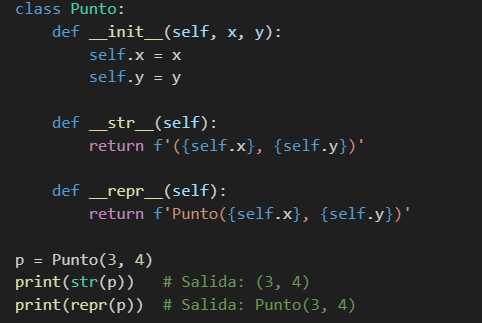 class Punto:
    def __init__(self, x, y):
        self.x = x
        self.y = y

    def __str__(self):
        return f'({self.x}, {self.y})'

    def __repr__(self):
        return f'Punto({self.x}, {self.y})'

p = Punto(3, 4)
print(str(p))   # Salida: (3, 4)
print(repr(p))  # Salida: Punto(3, 4)